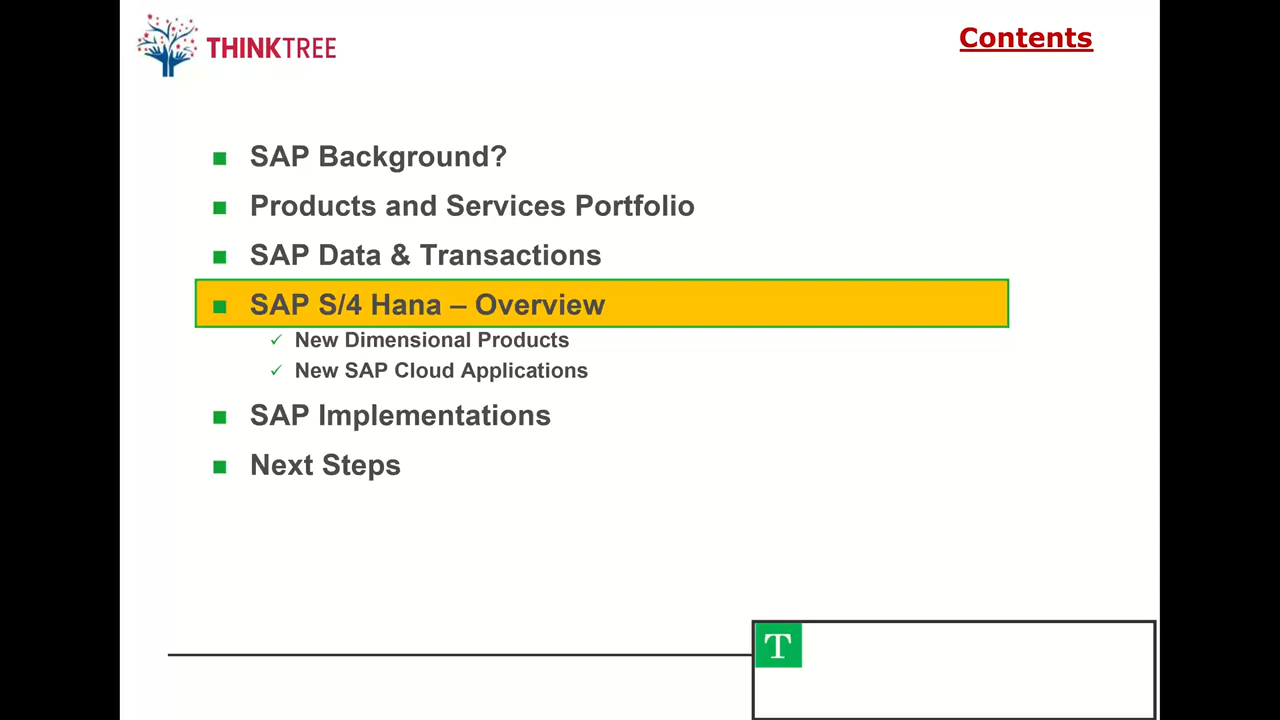 THINKTREE
Contents
SAP Background?
Products and Services Portfolio
SAP Data & Transactions
SAP S/4 Hana – Overview
New Dimensional Products
New SAP Cloud Applications
SAP Implementations
Next Steps
T